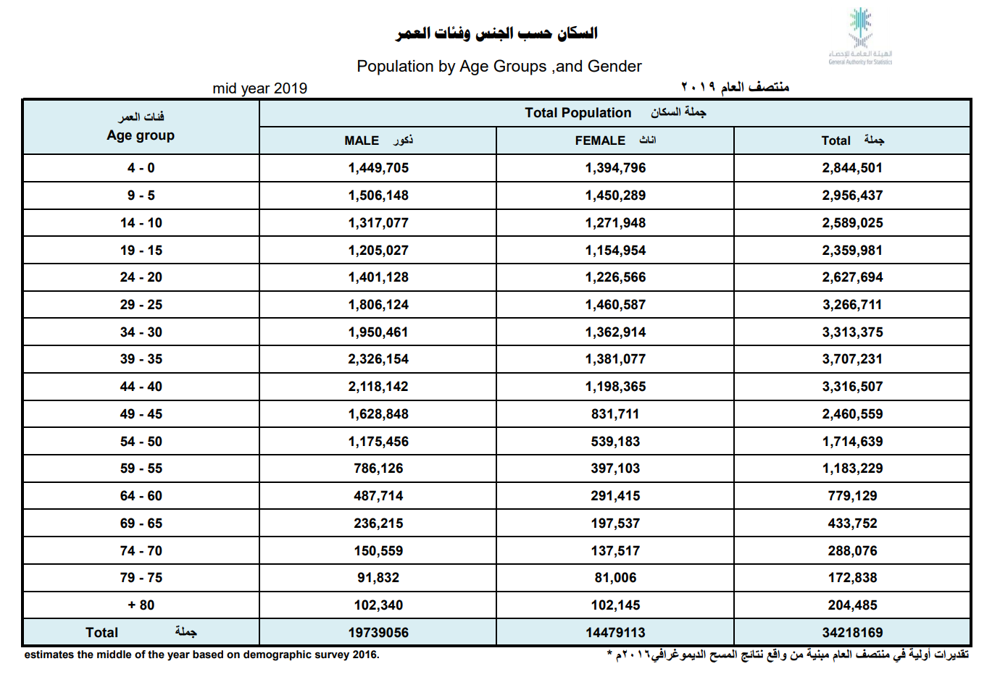 السكان حسب الجنس وفئات العمر
الهيئة العامة للإحصاء
General Authority for Statistics
Population by Age Groups ,and Gender
mid year 2019 منتصف العام ٢٠١٩
فئات العمر
Age group
Total Population جملة السكان
MALE ذكور FEMALE اناث Total جملة
4 - 0 1,449,705 1,394,796 2,844,501
9 - 5 1,506,148 1,450,289 2,956,437
14 - 10 1,317,077 1,271,948 2,589,025
19 - 15 1,205,027 1,154,954 2,359,981
24 - 20 1,401,128 1,226,566 2,627,694
29 - 25 1,806,124 1,460,587 3,266,711
34 - 30 1,950,461 1,362,914 3,313,375
39 - 35 2,326,154 1,381,077 3,707,231
44 - 40 2,118,142 1,198,365 3,316,507
49 - 45 1,628,848 831,711 2,460,559
54 - 50 1,175,456 539,183 1,714,639
59 - 55 786,126 397,103 1,183,229
64 - 60 487,714 291,415 779,129
69 - 65 236,215 197,537 433,752
74 - 70 150,559 137,517 288,076
79 - 75 91,832 81,006 172,838
+ 80 102,340 102,145 204,485
Total جملة 19739056 14479113 34218169
estimates the middle of the year based on demographic survey 2016.
تقديرات أولية في منتصف العام مبنية من واقع نتائج المسح الديموغرافي٢٠١٦م *